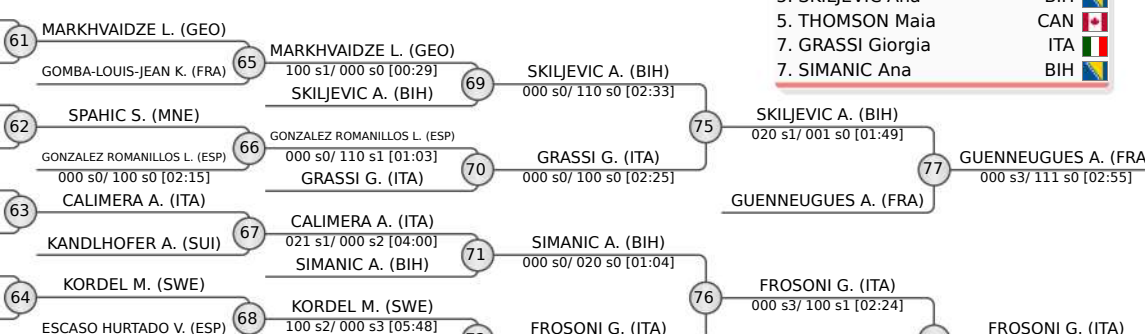 5. SKILJEVIC Ana BIH
5. THOMSON Maia CAN
7. GRASSI Giorgia ITA
7. SIMANIC Ana BIH
61
MARKHVAIDZE L. (GEO)
GOMBA-LOUIS-JEAN K. (FRA)
62
SPAHIC S. (MNE)
GONZALEZ ROMANILLOS L. (ESP)
000 s0/ 100 s0 [02:15]
63
CALIMERA A. (ITA)
KANDLHOFER A. (SUI)
64
KORDEL M. (SWE)
ESCASO HURTADO V. (ESP)
65
MARKHVAIDZE L. (GEO)
100 s1/ 000 s0 [00:29]
SKILJEVIC A. (BIH)
66
GONZALEZ ROMANILLOS L. (ESP)
000 s0/ 110 s1 [01:03]
GRASSI G. (ITA)
67
CALIMERA A. (ITA)
021 s1/ 000 s2 [04:00]
SIMANIC A. (BIH)
68
KORDEL M. (SWE)
100 s2/ 000 s3 [05:48]
69
SKILJEVIC A. (BIH)
000 s0/ 110 s0 [02:33]
70
GRASSI G. (ITA)
000 s0/ 100 s0 [02:25]
71
SIMANIC A. (BIH)
000 s0/ 020 s0 [01:04]
FROSONI G. (ITA)
75
SKILJEVIC A. (BIH)
020 s1/ 001 s0 [01:49]
GUENNEUGUES A. (FRA)
76
FROSONI G. (ITA)
000 s3/ 100 s1 [02:24]
77
GUENNEUGUES A. (FRA
000 s3/ 111 s0 [02:55]
FROSONI G. (ITA)